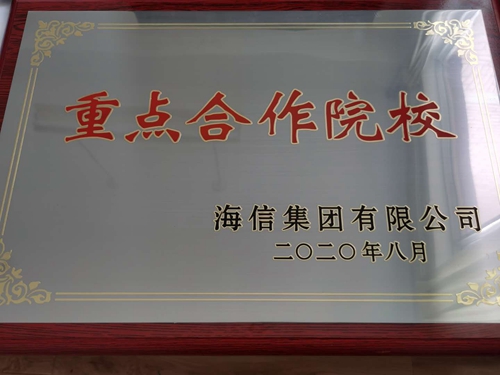 重点合作院校
海信集团有限公司
二〇二〇年八月